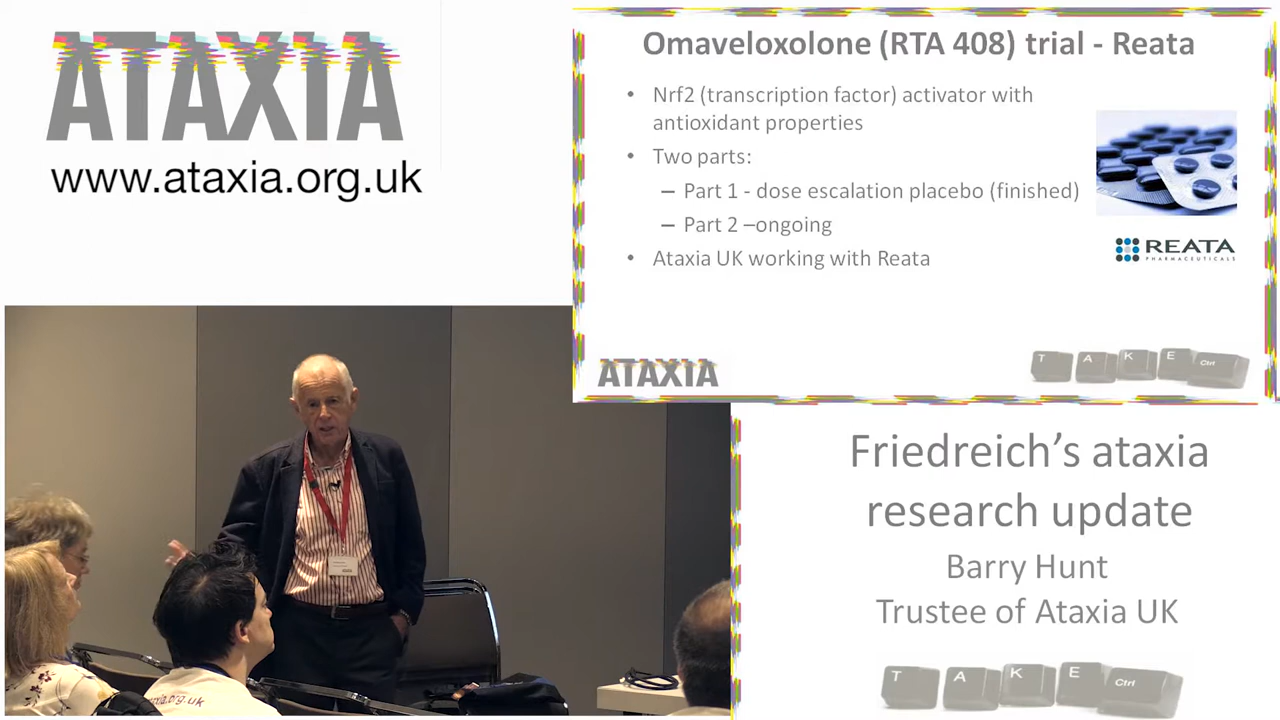 ATAXIA
www.ataxia.org.uk
Omaveloxolone (RTA 408) trial - Reata
• Nrf2 (transcription factor) activator with
antioxidant properties
• Two parts:
– Part 1 - dose escalation placebo (finished)
– Part 2 –ongoing
• Ataxia UK working with Reata
REATA
PHARMACEUTICALS
ATAXIA
T A K E Ctrl
Friedreich's ataxia
research update
Barry Hunt
Trustee of Ataxia UK
T A K E Ctrl